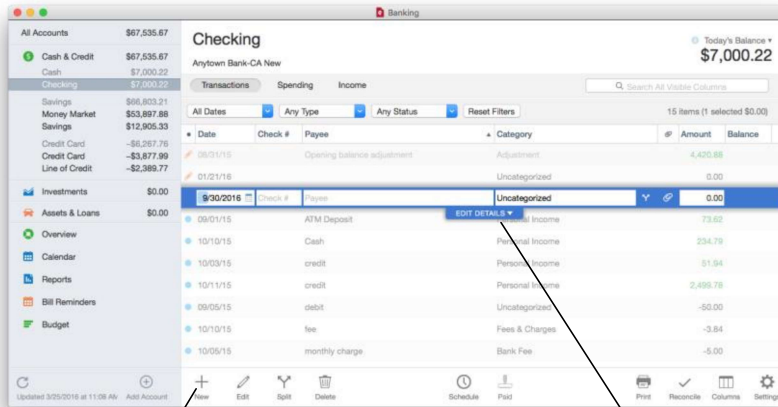 Banking
All Accounts $67,535.67
Cash & Credit $67,535.67
Cash $7,000.22
Checking $7,000.22
Savings $66,803.21
Money Market $53,897.88
Savings $12,905.33
Credit Card -$6,267.76
Credit Card -$3,877.99
Line of Credit -$2,389.77
Investments $0.00
Assets & Loans $0.00
Overview
Calendar
Reports
Bill Reminders
Budget
Updated 3/25/2016 at 11:08 AM Add Account
Checking
Anytown Bank-CA New
Today's Balance
$7,000.22
Transactions Spending Income Search All Visible Columns
All Dates Any Type Any Status Reset Filters 15 items (1 selected $0.00)
Date Check # Payee Category Amount Balance
08/31/15 Opening balance adjustment Adjustment 4,420.88
01/21/16 Uncategorized 0.00
9/30/2016 Check # Payee Uncategorized 0.00
EDIT DETAILS
09/01/15 ATM Deposit Personal Income 73.62
10/10/15 Cash Personal Income 234.79
10/03/15 credit Personal Income 51.94
10/11/15 credit Personal Income 2,499.78
09/05/15 debit Uncategorized -50.00
10/10/15 fee Fees & Charges -3.84
10/05/15 monthly charge Bank Fee -5.00
New Edit Split Delete Schedule Paid Print Reconcile Columns Settings